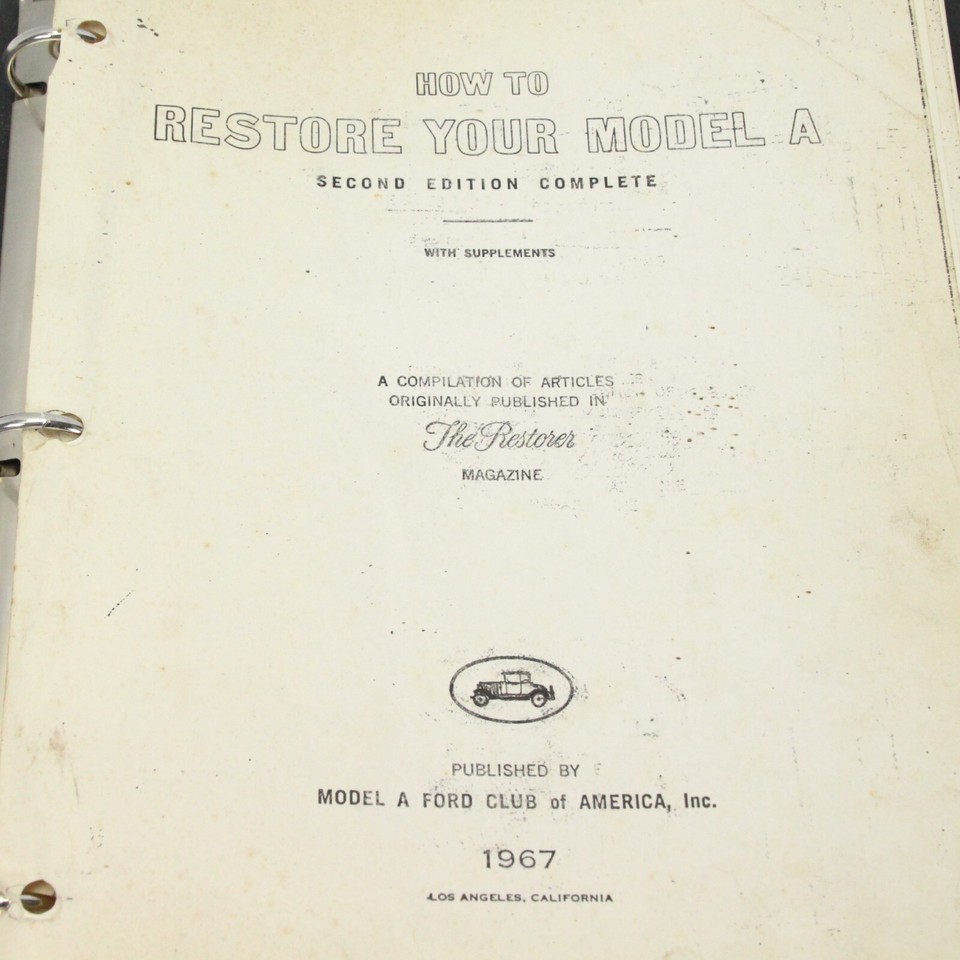 HOW TO
RESTORE YOUR MODEL A
SECOND EDITION COMPLETE
WITH SUPPLEMENTS
A COMPILATION OF ARTICLES
ORIGINALLY PUBLISHED IN
The Restorer
MAGAZINE
PUBLISHED BY
MODEL A FORD CLUB of AMERICA, Inc.
1967
LOS ANGELES, CALIFORNIA